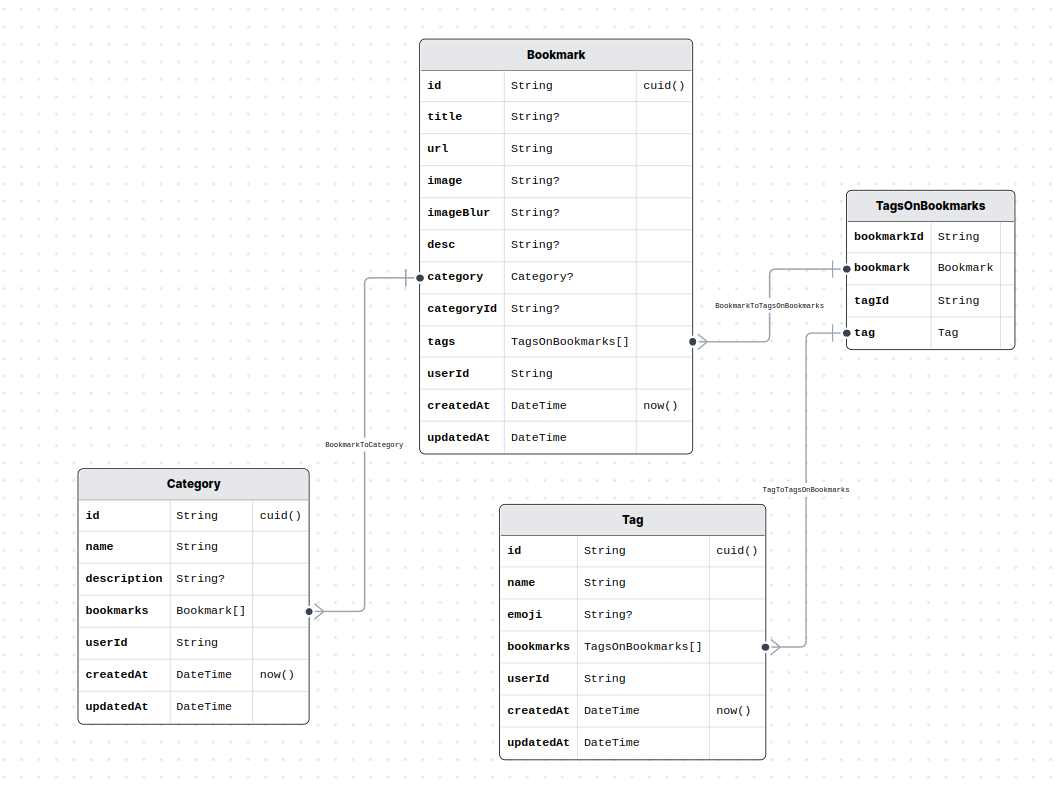 Bookmark
id String cuid()
title String?
url String
image String?
imageBlur String?
desc String?
category Category?
categoryId String?
tags TagsOnBookmarks[]
userId String
createdAt DateTime now()
updatedAt DateTime
TagsOnBookmarks
bookmarkId String
bookmark Bookmark
tagId String
tag Tag
BookmarkToTagsOnBookmarks
BookmarkToCategory
TagToTagsOnBookmarks
Category
id String cuid()
name String
description String?
bookmarks Bookmark[]
userId String
createdAt DateTime now()
updatedAt DateTime
Tag
id String cuid()
name String
emoji String?
bookmarks TagsOnBookmarks[]
userId String
createdAt DateTime now()
updatedAt DateTime